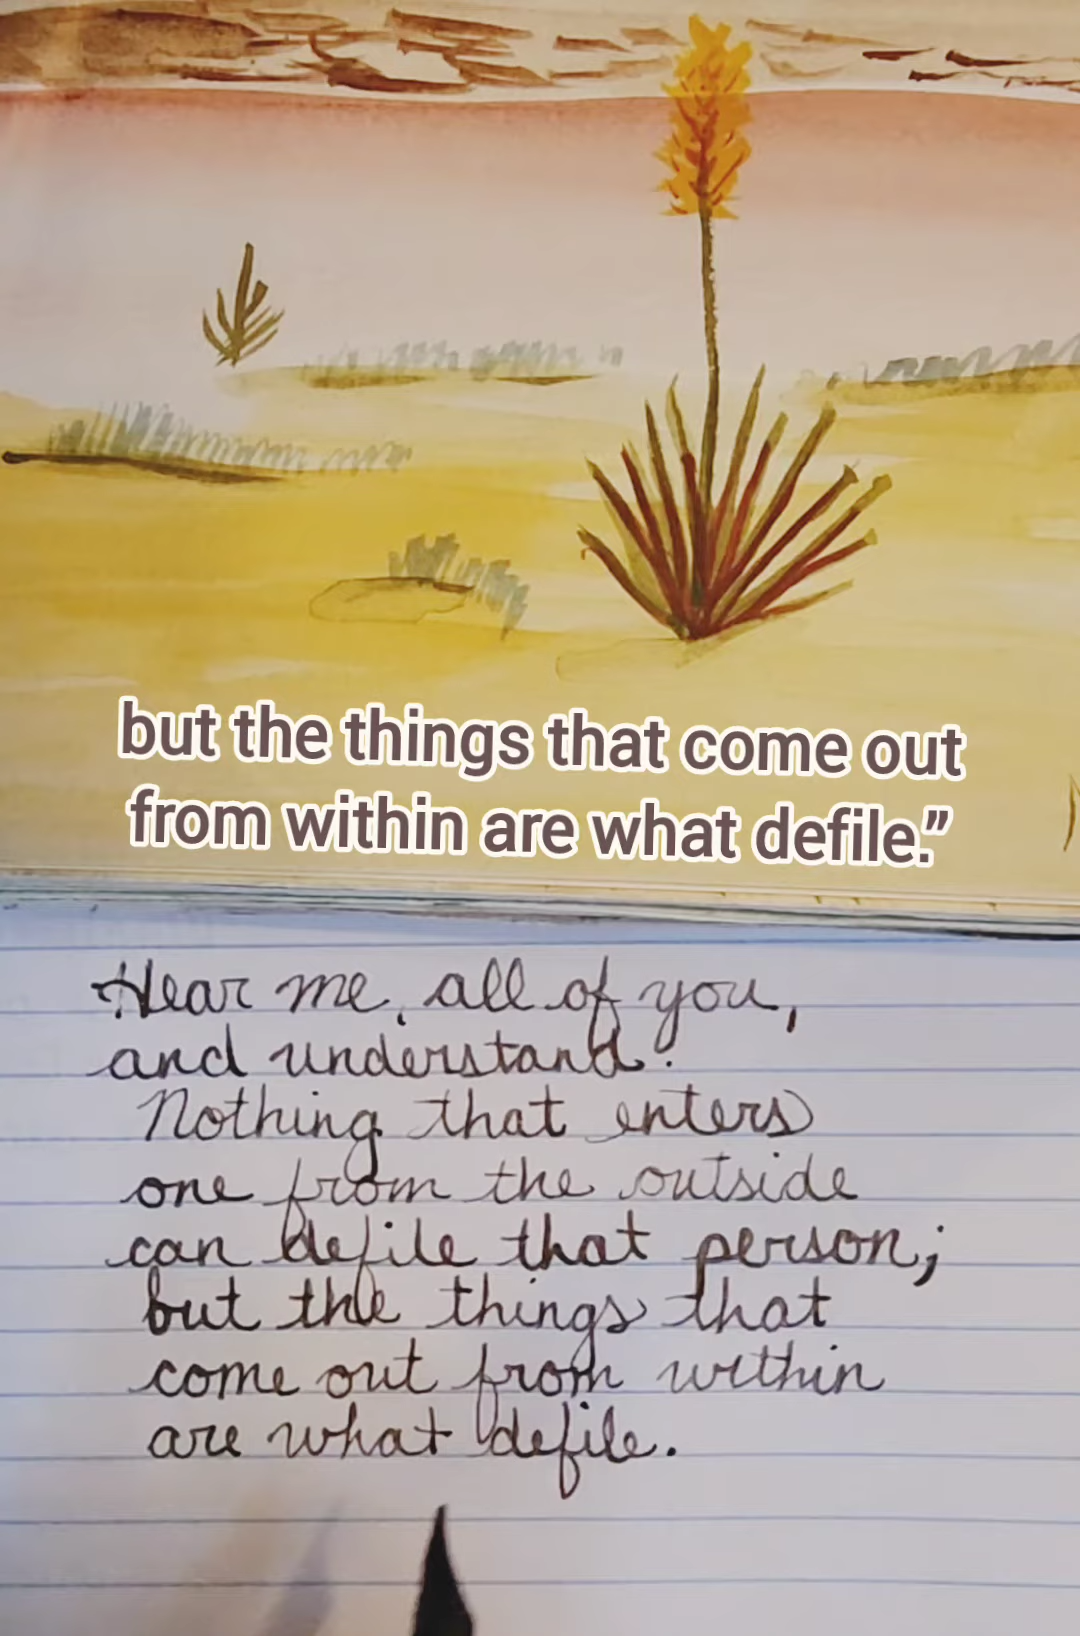 but the things that come out
from within are what defile.”
Hear me, all of you,
and understand.
Nothing that enters
one from the outside
can defile that person;
but the things that
come out from within
are what defile.